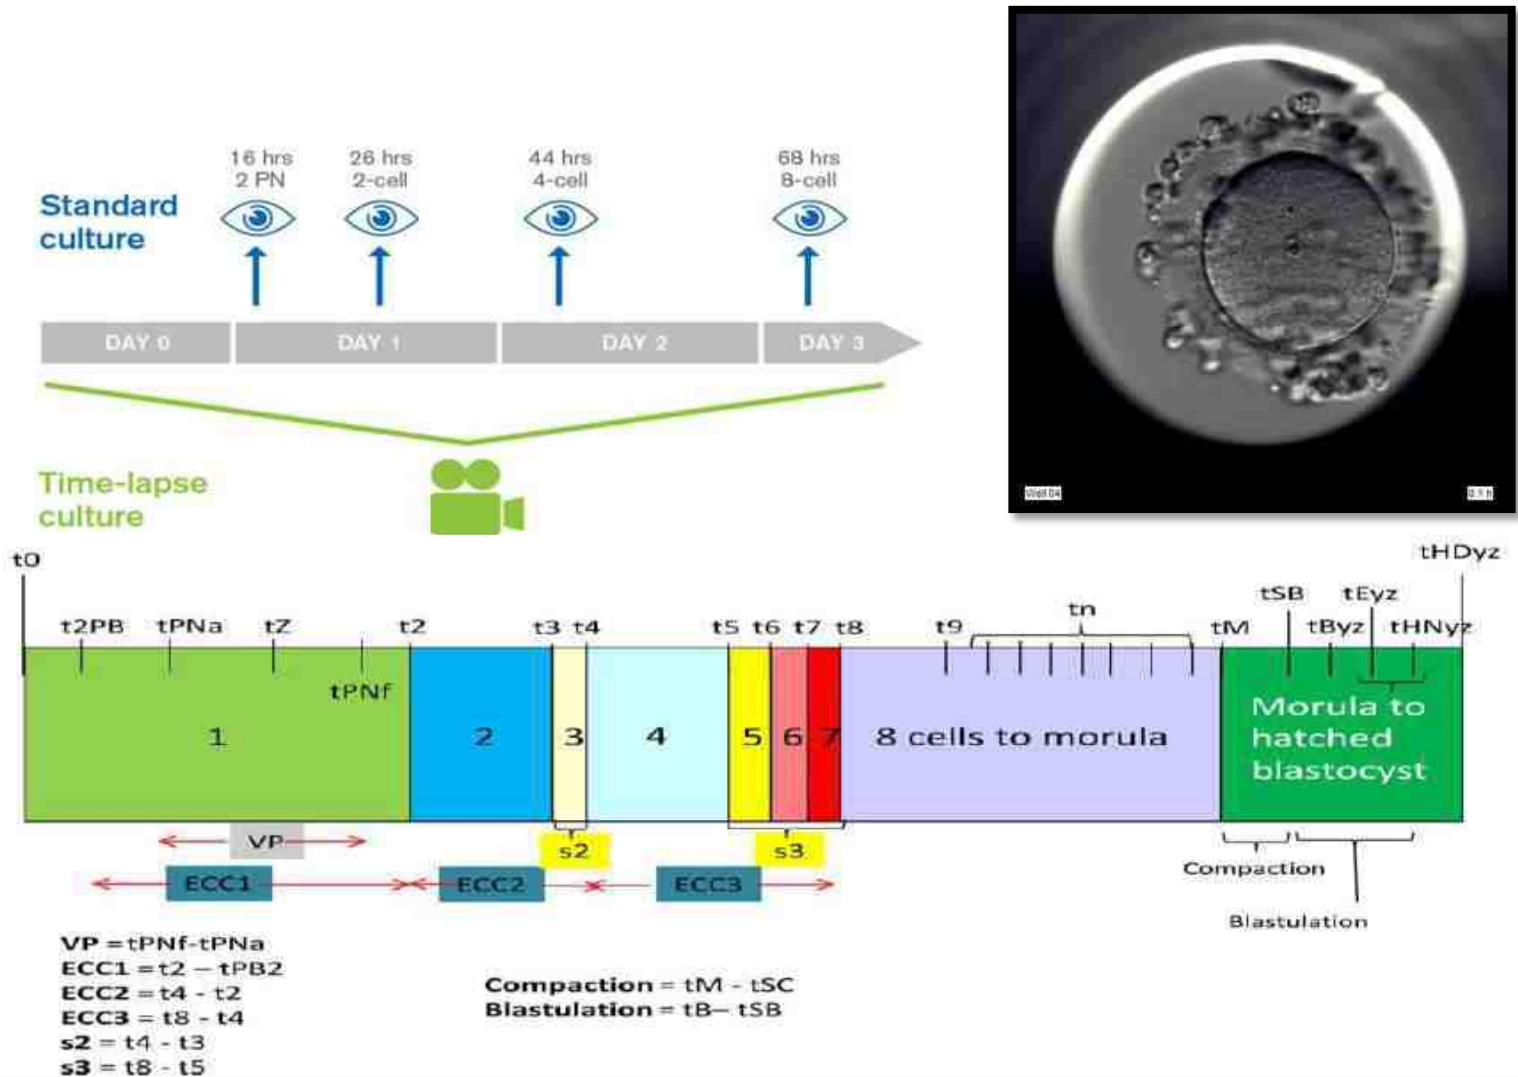 16 hrs
2 PN
26 hrs
2-cell
44 hrs
4-cell
68 hrs
8-cell
Standard
culture
DAY 0
DAY 1
DAY 2
DAY 3
Time-lapse
culture
Well 04
0.1 h
t0
t2PB
tPNa
tZ
tPNf
t2
t3
t4
t5
t6
t7
t8
t9
tn
tM
tSB
tByz
tEyz
tHNyz
tHDyz
1
2
3
4
5
6
7
8 cells to morula
Morula to
hatched
blastocyst
VP
s2
s3
ECC1
ECC2
ECC3
Compaction
Blastulation
VP =tPNf-tPNa
ECC1 = t2 – tPB2
ECC2 = t4 - t2
ECC3 = t8 - t4
s2 = t4 - t3
s3 = t8 - t5
Compaction = tM - tSC
Blastulation = tB– tSB